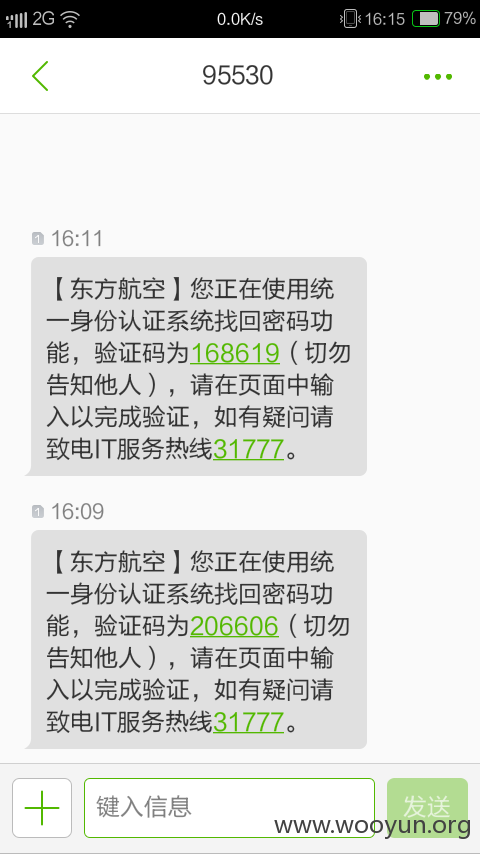 2G 0.0K/s 16:15 79%
95530
1 16:11
【东方航空】您正在使用统
一身份认证系统找回密码功
能，验证码为168619（切勿
告知他人），请在页面中输
入以完成验证，如有疑问请
致电IT服务热线31777。
1 16:09
【东方航空】您正在使用统
一身份认证系统找回密码功
能，验证码为206606（切勿
告知他人），请在页面中输
入以完成验证，如有疑问请
致电IT服务热线31777。
键入信息 发送
www.wooyun.org